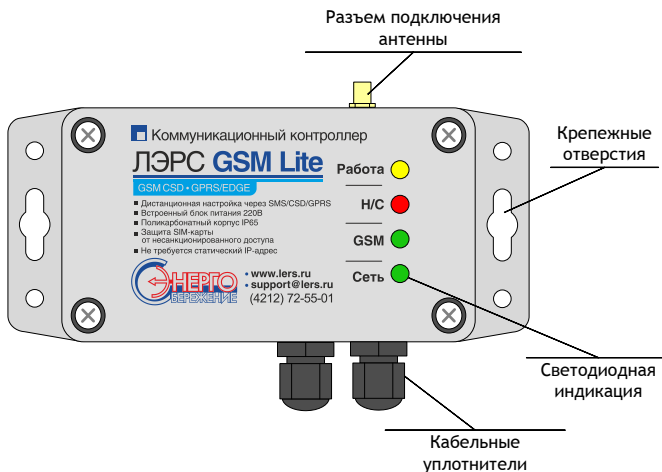 Разъем подключения
антенны
Коммуникационный контроллер
ЛЭРС GSM Lite
GSM CSD • GPRS/EDGE
▪ Дистанционная настройка через SMS/CSD/GPRS
▪ Встроенный блок питания 220В
▪ Поликарбонатный корпус IP65
▪ Защита SIM-карты
от несанкционированного доступа
▪ Не требуется статический IP-адрес
ЭНЕРГО
СБЕРЕЖЕНИЕ
• www.lers.ru
• support@lers.ru
(4212) 72-55-01
Работа
Н/С
GSM
Сеть
Крепежные
отверстия
Светодиодная
индикация
Кабельные
уплотнители